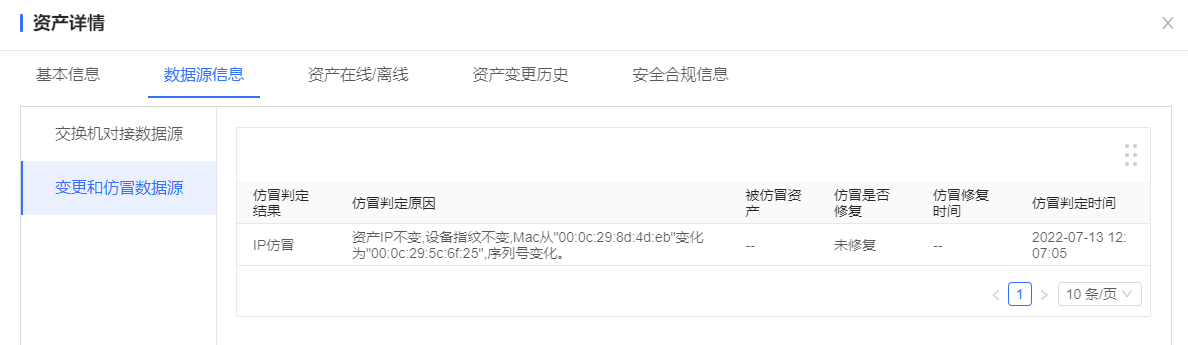 资产详情
基本信息
数据源信息
资产在线/离线
资产变更历史
安全合规信息
交换机对接数据源
变更和仿冒数据源
仿冒判定
结果
仿冒判定原因
被仿冒资
产
仿冒是否
修复
仿冒修复
时间
仿冒判定时间
IP仿冒
资产IP不变,设备指纹不变,Mac从"00:0c:29:8d:4d:eb"变化
为"00:0c:29:5c:6f:25",序列号变化。
--
未修复
--
2022-07-13 12:
07:05
1
10 条/页